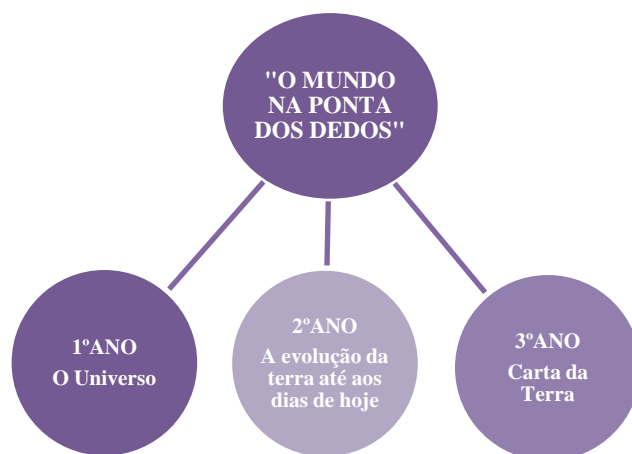 "O MUNDO
NA PONTA
DOS DEDOS"
1ºANO
O Universo
2ºANO
A evolução da
terra até aos
dias de hoje
3ºANO
Carta da
Terra